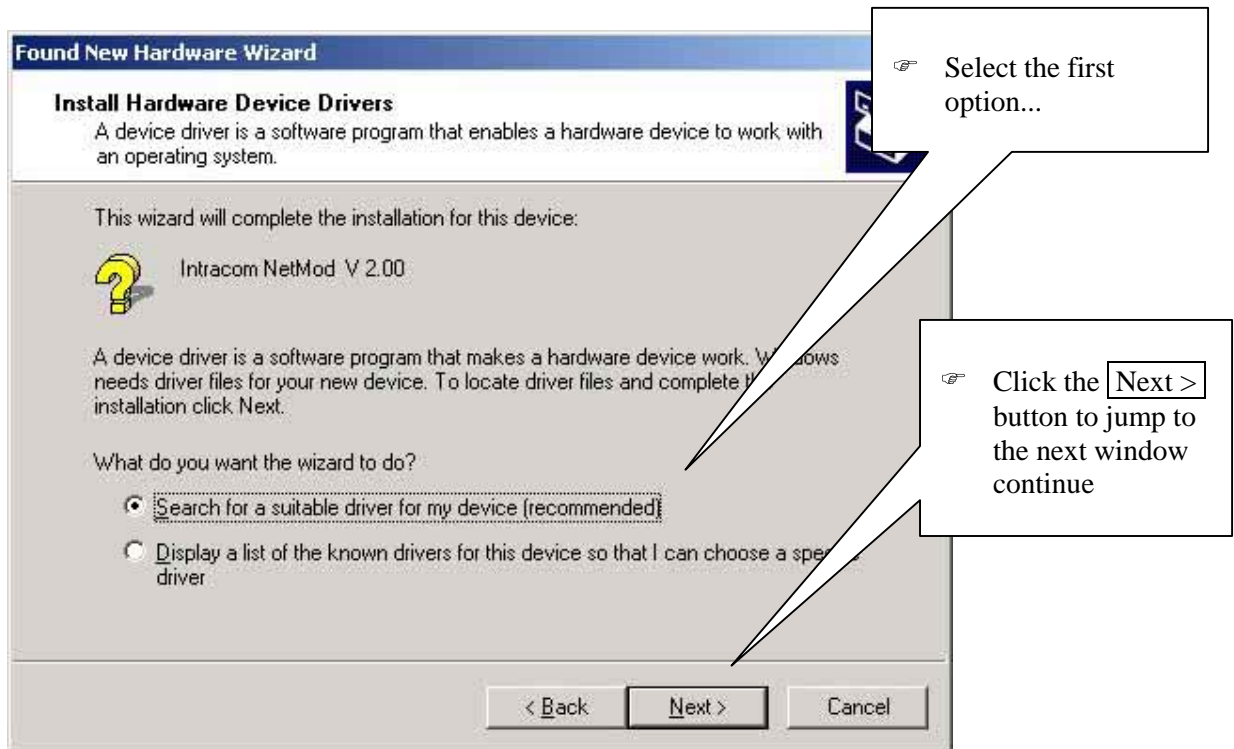 Found New Hardware Wizard
Install Hardware Device Drivers
A device driver is a software program that enables a hardware device to work with
an operating system.
This wizard will complete the installation for this device:
Intracom NetMod V 2.00
A device driver is a software program that makes a hardware device work. Windows
needs driver files for your new device. To locate driver files and complete
installation click Next.
What do you want the wizard to do?
Search for a suitable driver for my device (recommended)
Display a list of the known drivers for this device so that I can choose a
driver
< Back
Next >
Cancel
☞ Select the first
option...
☞ Click the Next >
button to jump to
the next window
continue